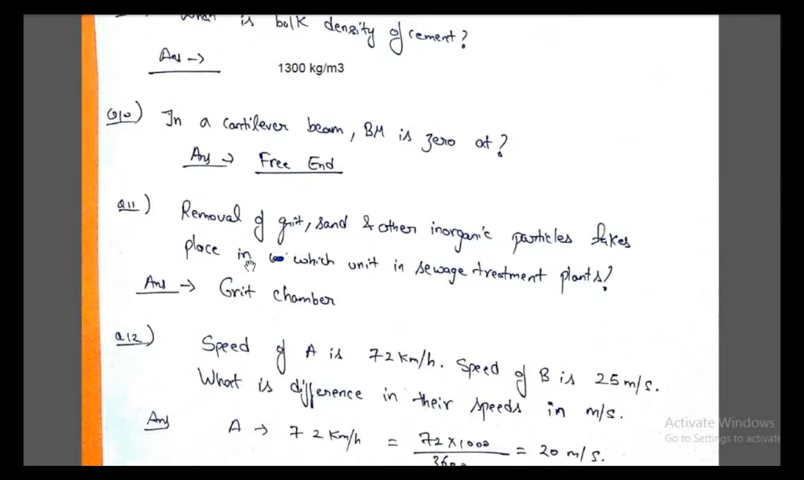 What is bulk density of cement?
Ans → 1300 kg/m3
Q10) In a cantilever beam, BM is zero at?
Ans → Free End
Q11) Removal of grit, sand & other inorganic particles takes
place in which unit in sewage treatment plants?
Ans → Grit chamber
Q12) Speed of A is 72 km/h. Speed of B is 25 m/s.
What is difference in their speeds in m/s.
Ans A → 72 km/h = 72 x 1000 / 3600 = 20 m/s.
Activate Windows
Go to Settings to activate